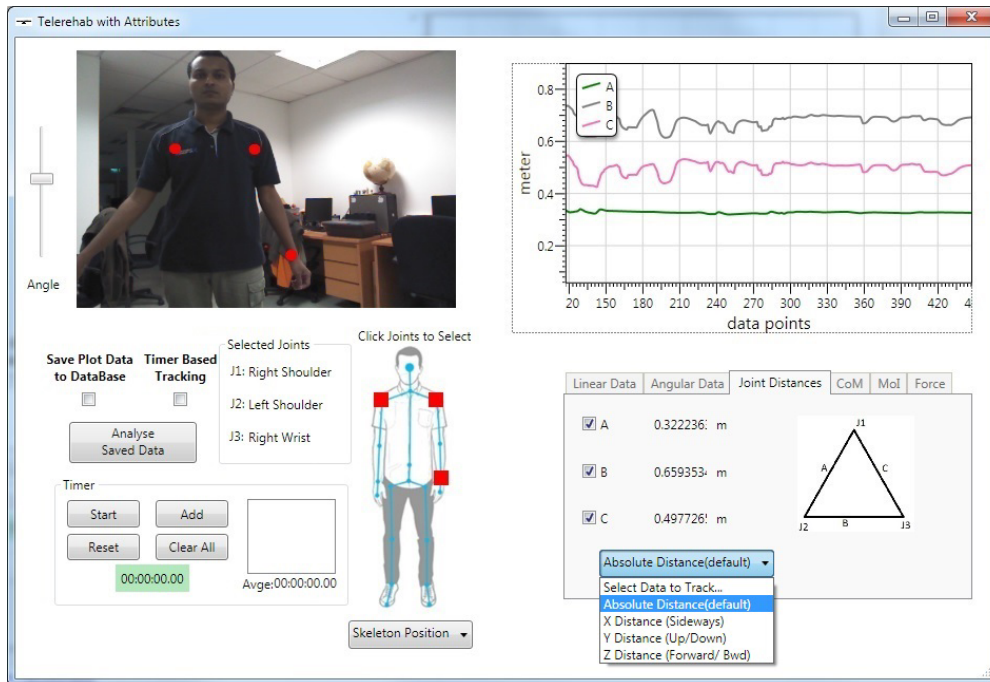 Telerehab with Attributes
Angle
A
B
C
meter
0.8
0.6
0.4
0.2
120 150 180 210 240 270 300 330 360 390 420
data points
Save Plot Data
to DataBase
Timer Based
Tracking
Analyse
Saved Data
Selected Joints
J1: Right Shoulder
J2: Left Shoulder
J3: Right Wrist
Click Joints to Select
Timer
Start
Add
Reset
Clear All
00:00:00.00
Avge:00:00:00.00
Skeleton Position
Linear Data Angular Data Joint Distances CoM MoI Force
A 0.322236 m
B 0.659353 m
C 0.497726 m
J1
A C
J2 B J3
Absolute Distance(default)
Select Data to Track...
Absolute Distance(default)
X Distance (Sideways)
Y Distance (Up/Down)
Z Distance (Forward/ Bwd)